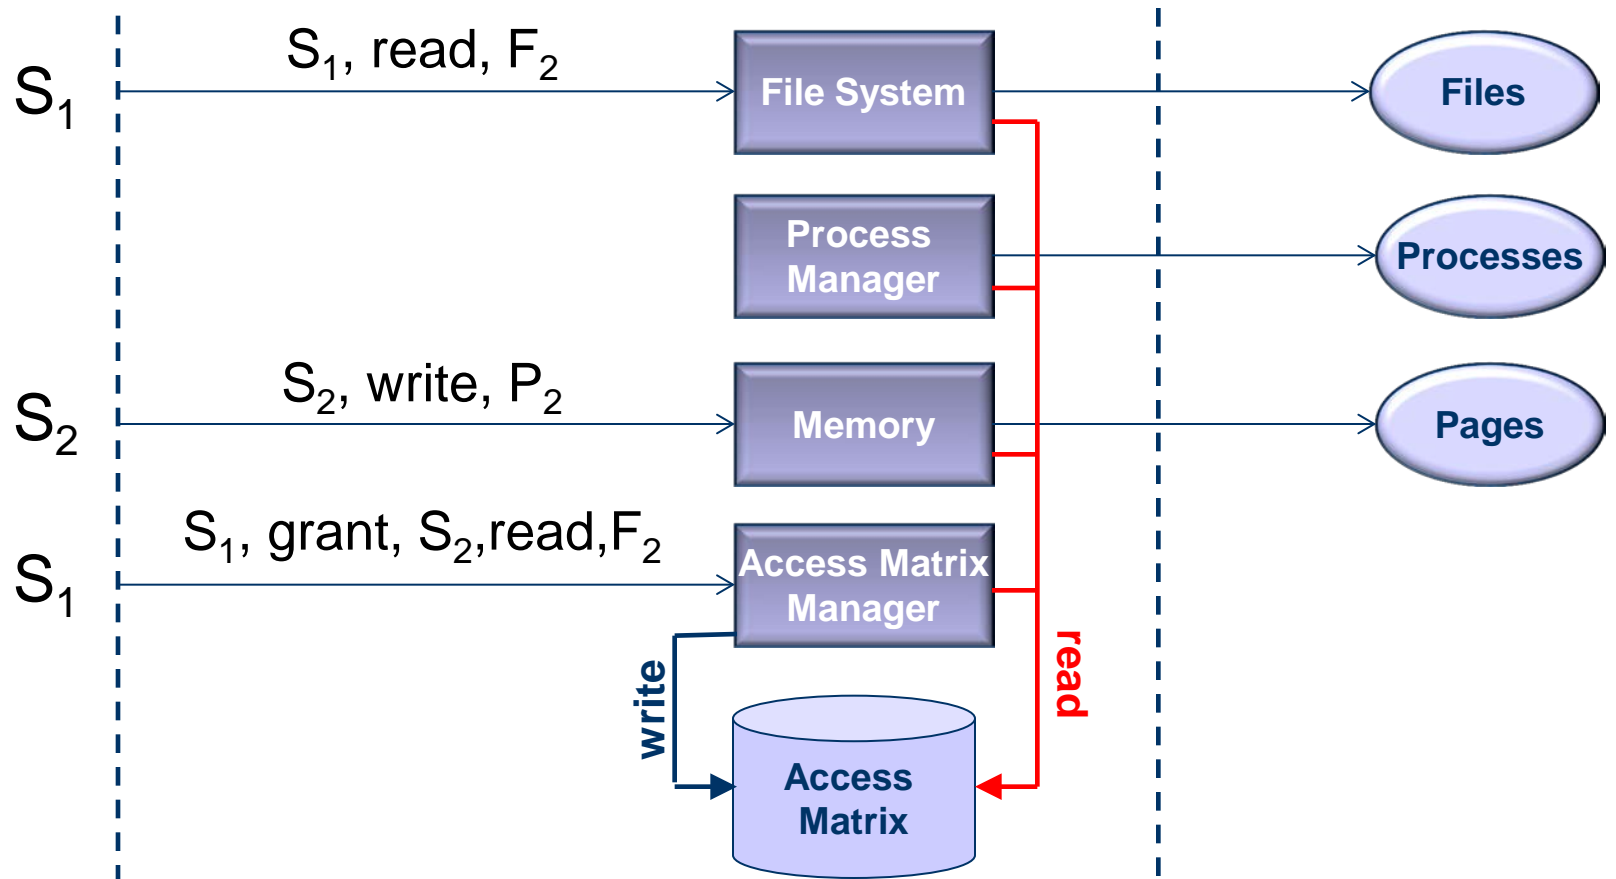 S₁
S₁, read, F₂
File System
Files
Process
Manager
Processes
S₂
S₂, write, P₂
Memory
Pages
S₁
S₁, grant, S₂,read,F₂
Access Matrix
Manager
write
read
Access
Matrix